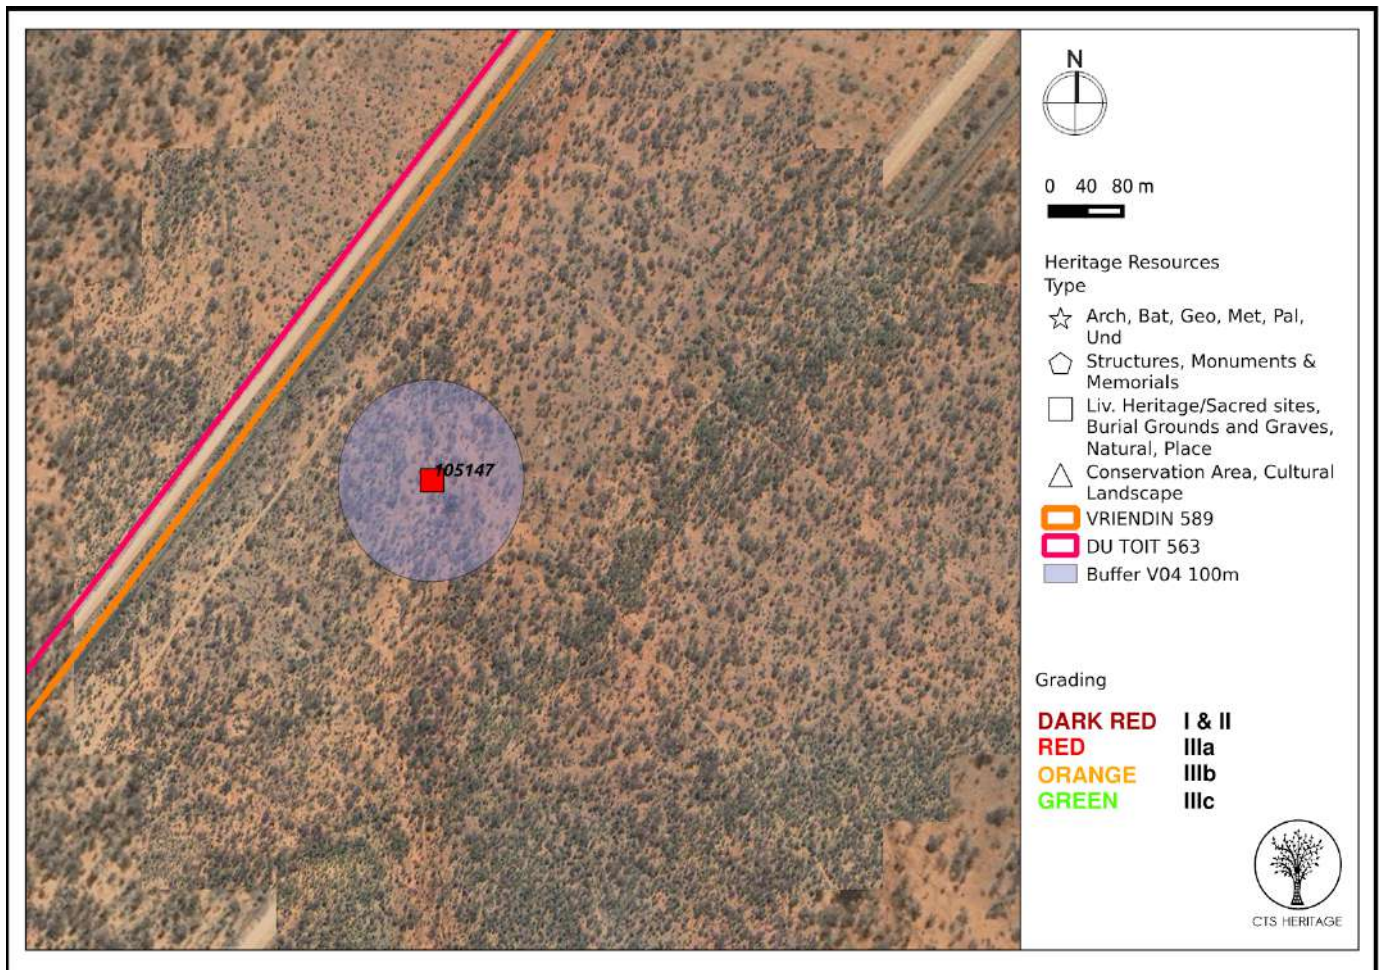 105147
N
0 40 80 m
Heritage Resources
Type
Arch, Bat, Geo, Met, Pal,
Und
Structures, Monuments &
Memorials
Liv. Heritage/Sacred sites,
Burial Grounds and Graves,
Natural, Place
Conservation Area, Cultural
Landscape
VRIENDIN 589
DU TOIT 563
Buffer V04 100m
Grading
DARK RED I & II
RED IIIa
ORANGE IIIb
GREEN IIIc
CTS HERITAGE